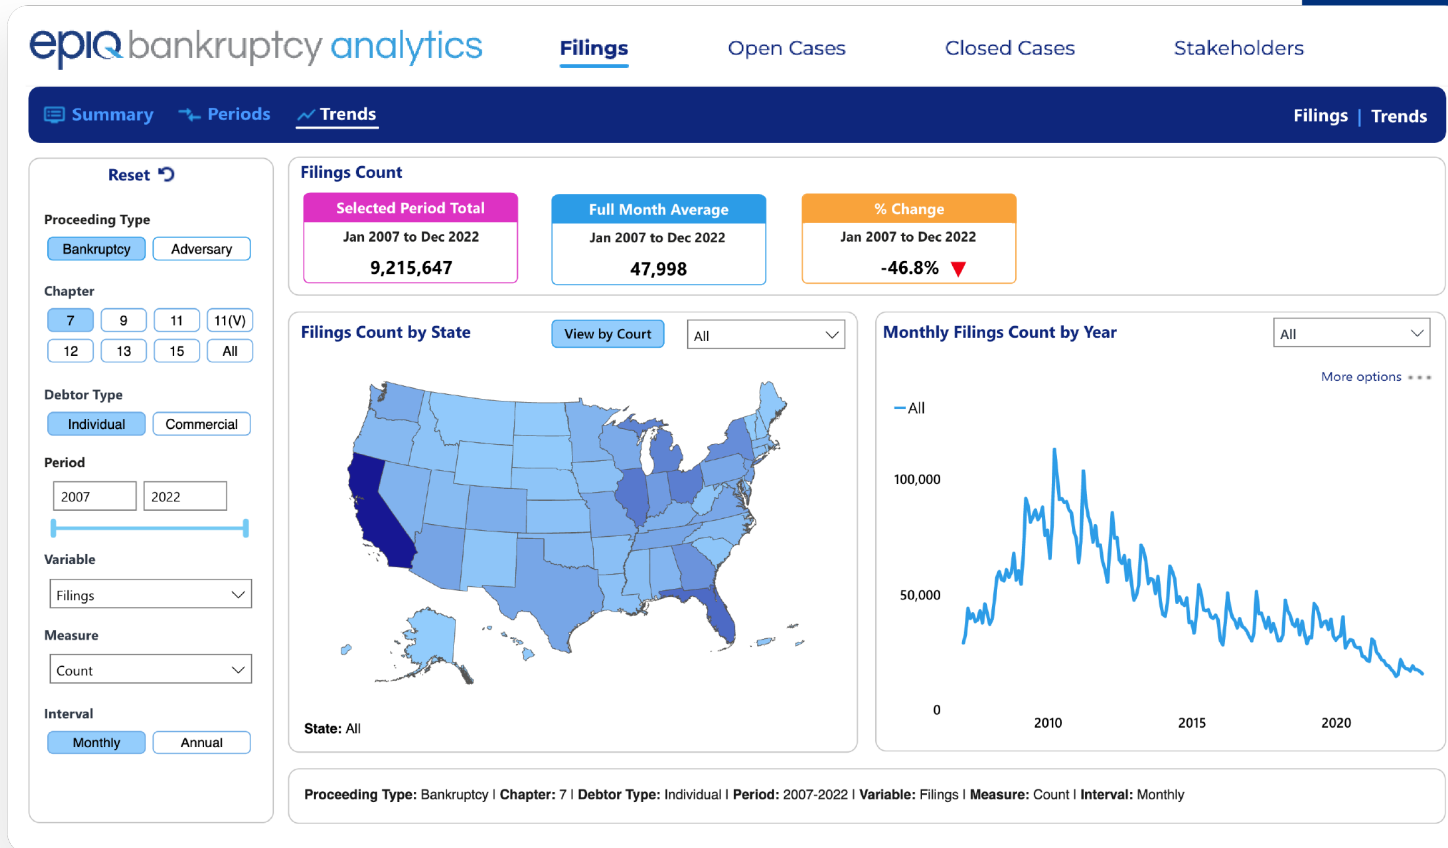 epiq bankruptcy analytics
Filings
Open Cases
Closed Cases
Stakeholders
Summary
Periods
Trends
Filings | Trends
Reset
Proceeding Type
Bankruptcy
Adversary
Chapter
7
9
11
11(V)
12
13
15
All
Debtor Type
Individual
Commercial
Period
2007
2022
Variable
Filings
Measure
Count
Interval
Monthly
Annual
Filings Count
Selected Period Total
Jan 2007 to Dec 2022
9,215,647
Full Month Average
Jan 2007 to Dec 2022
47,998
% Change
Jan 2007 to Dec 2022
-46.8%
Filings Count by State
View by Court
All
State: All
Monthly Filings Count by Year
All
More options
All
100,000
50,000
0
2010
2015
2020
Proceeding Type: Bankruptcy | Chapter: 7 | Debtor Type: Individual | Period: 2007-2022 | Variable: Filings | Measure: Count | Interval: Monthly